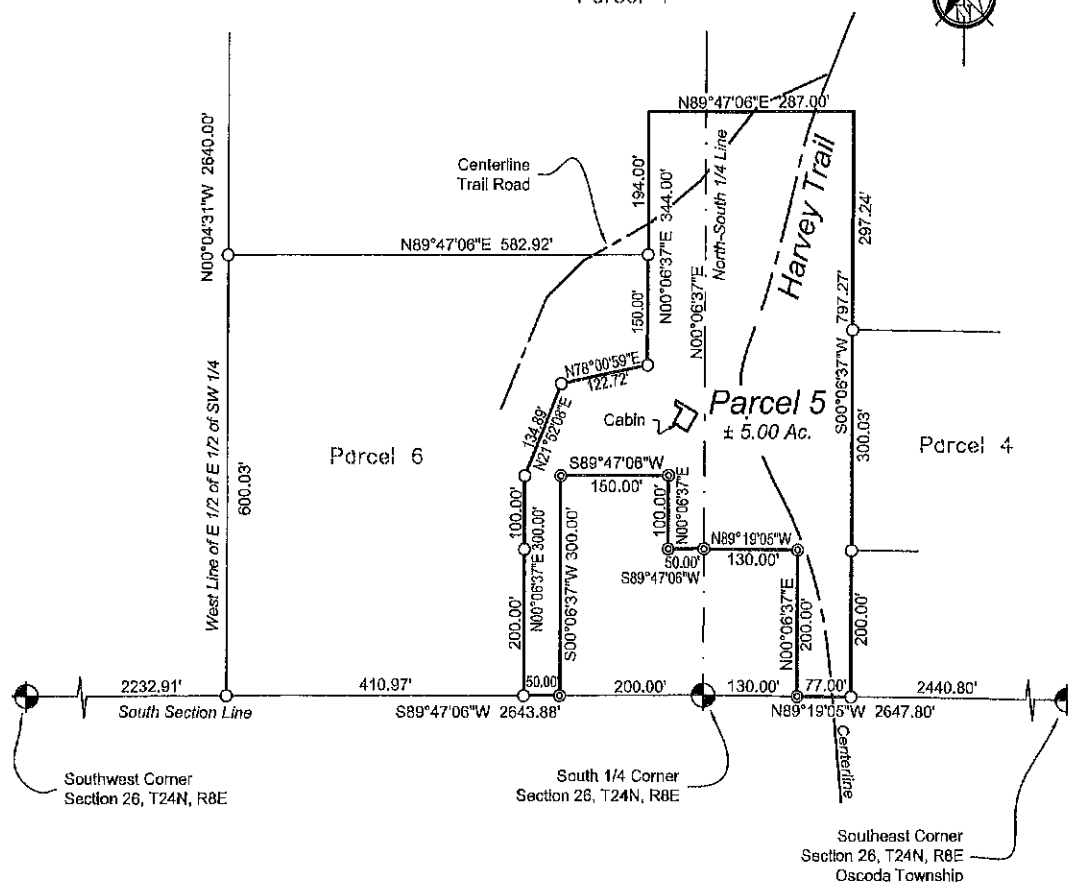 N89°47'06"E 287.00'
Centerline
Trail Road
194.00'
N00°06'37"E 344.00'
North-South 1/4 Line
Harvey Trail
297.24'
N00°04'31"W 2640.00'
N89°47'06"E 582.92'
150.00'
N00°06'37"E
S00°06'37"W 797.27'
N78°00'59"E
122.72'
134.89'
N21°52'08"E
Cabin
Parcel 5
± 5.00 Ac.
Parcel 4
300.03'
Parcel 6
West Line of E 1/2 of E 1/2 of SW 1/4
600.03'
S89°47'06"W
150.00'
100.00'
N00°06'37"E
100.00'
N00°06'37"E 300.00'
S00°06'37"W 300.00'
50.00'
S89°47'06"W
N89°19'05"W
130.00'
200.00'
N00°06'37"E
200.00'
200.00'
2232.91'
410.97'
50.00'
200.00'
130.00'
77.00'
2440.80'
South Section Line
S89°47'06"W 2643.88'
N89°19'05"W 2647.80'
Centerline
Southwest Corner
Section 26, T24N, R8E
South 1/4 Corner
Section 26, T24N, R8E
Southeast Corner
Section 26, T24N, R8E
Oscoda Township